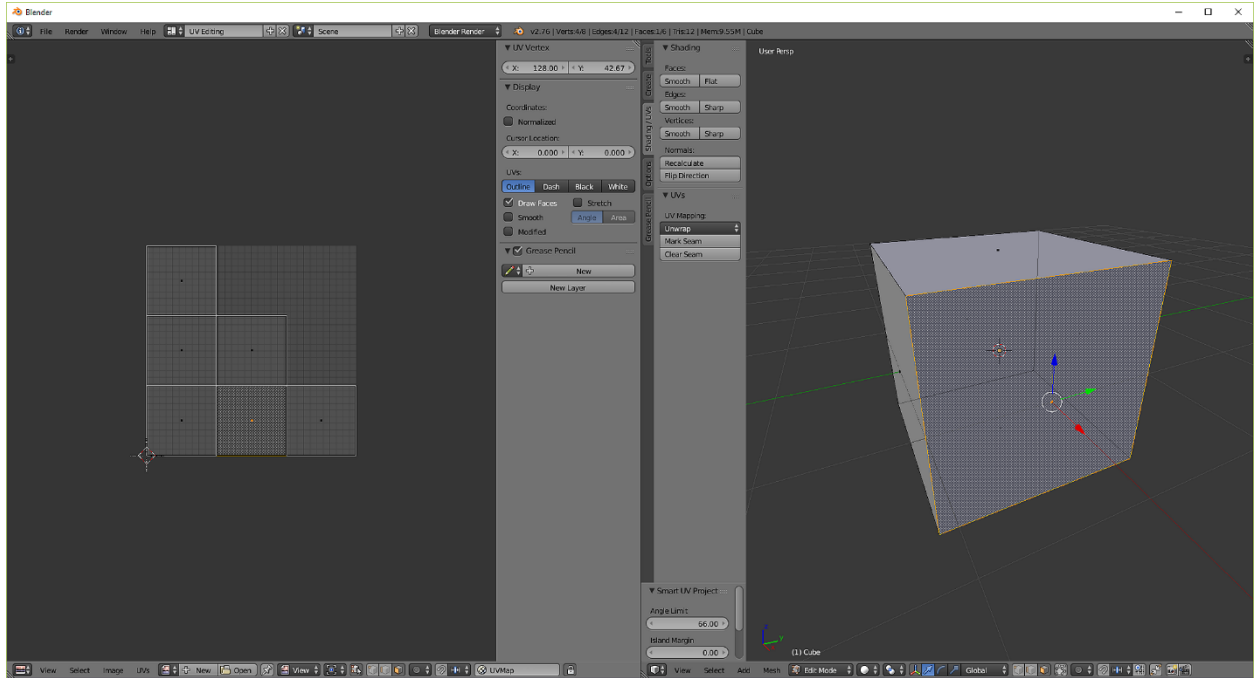 Blender
File Render Window Help UV Editing Scene Blender Render v2.76 | Verts:4/8 | Edges:4/12 | Faces:1/6 | Tris:12 | Mem:9.55M | Cube
UV Vertex
X: 128.00 Y: 42.67
Display
Coordinates:
Normalized
Cursor Location:
X: 0.000 Y: 0.000
UVs:
Outline Dash Black White
Draw Faces Stretch
Smooth Angle Area
Modified
Grease Pencil
New
New Layer
Tools
Create
Shading / UVs
Options
Grease Pencil
Shading
Faces:
Smooth Flat
Edges:
Smooth Sharp
Vertices:
Smooth Sharp
Normals:
Recalculate
Flip Direction
UVs
UV Mapping:
Unwrap
Mark Seam
Clear Seam
Smart UV Project
Angle Limit
66.00
Island Margin
0.00
User Persp
z
y
(1) Cube
View Select Image UVs New Open View UVMap
View Select Add Mesh Edit Mode Global